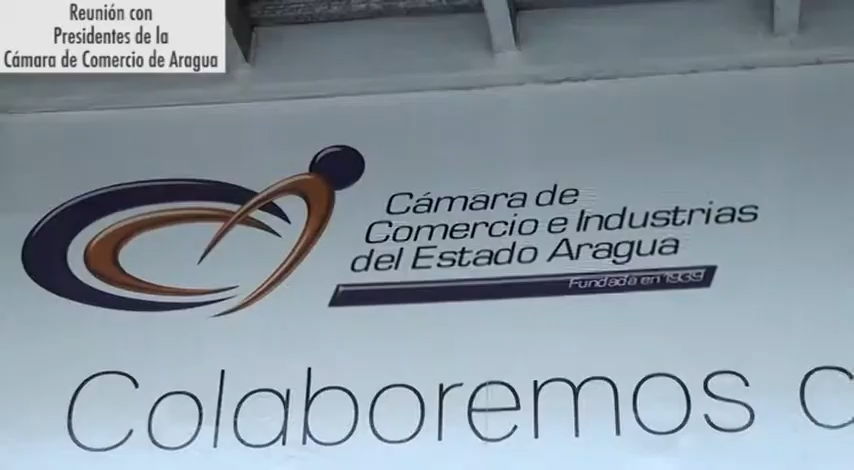 Reunión con
Presidentes de la
Cámara de Comercio de Aragua
Cámara de
Comercio e Industrias
del Estado Aragua
Fundada en 1939
Colaboremos c